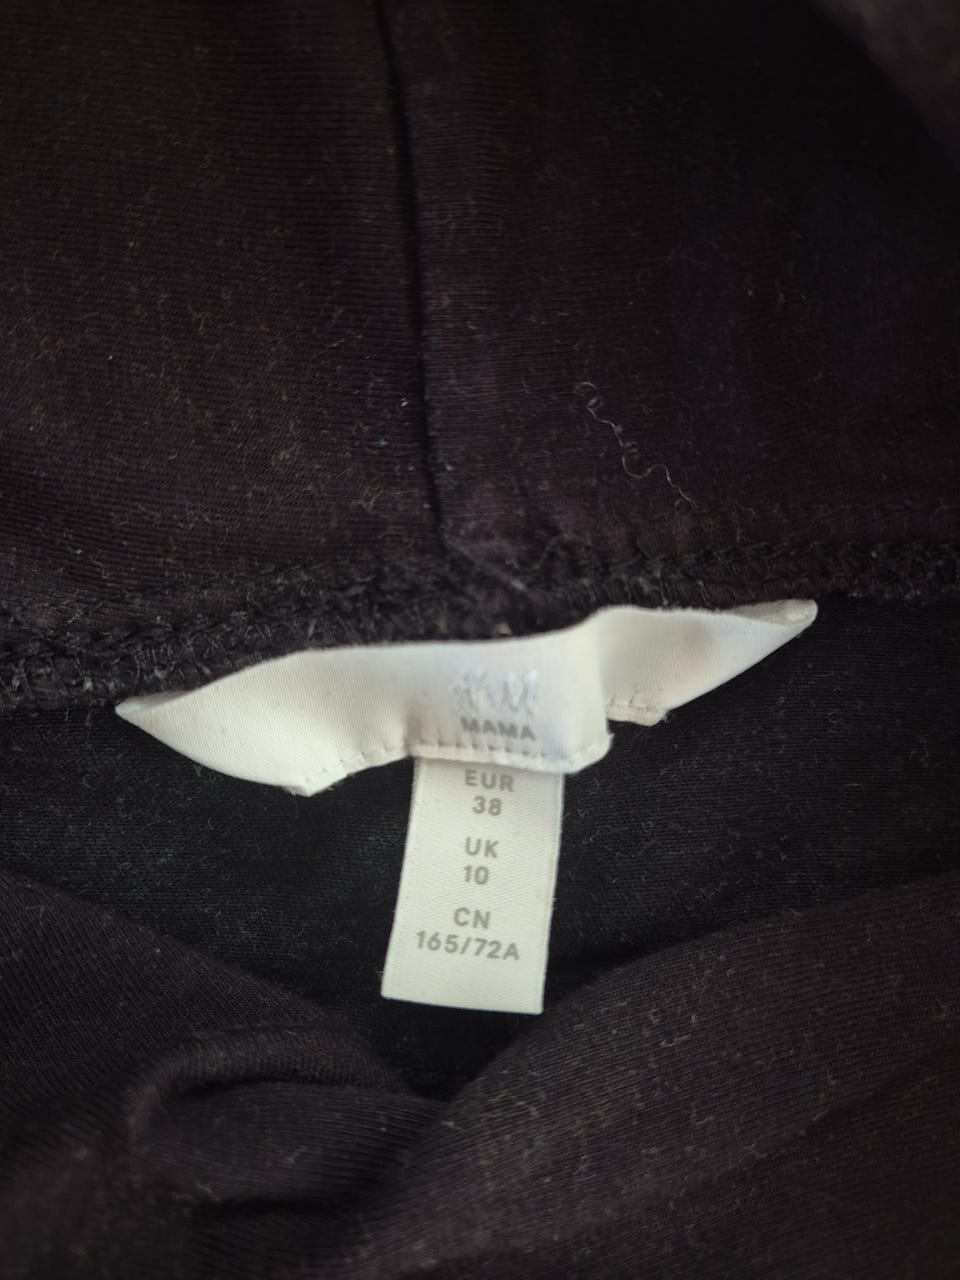 H&M
MAMA
EUR
38
UK
10
CN
165/72A